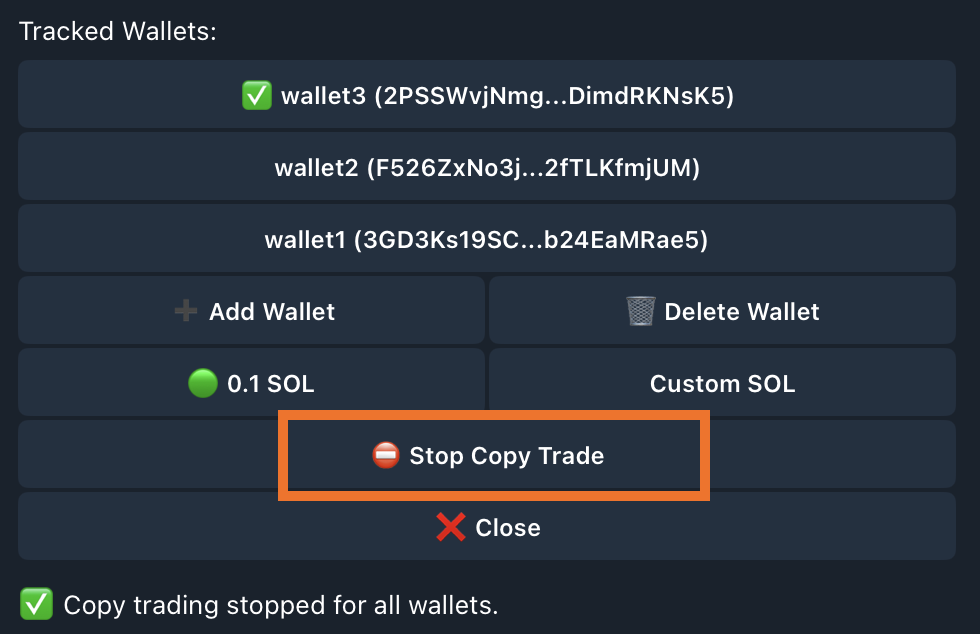 Tracked Wallets:
✅ wallet3 (2PSSWvjNmg...DimdRKNsK5)
wallet2 (F526ZxNo3j...2fTLKfmjUM)
wallet1 (3GD3Ks19SC...b24EaMRae5)
➕ Add Wallet
🗑️ Delete Wallet
🟢 0.1 SOL
Custom SOL
⛔ Stop Copy Trade
❌ Close
✅ Copy trading stopped for all wallets.